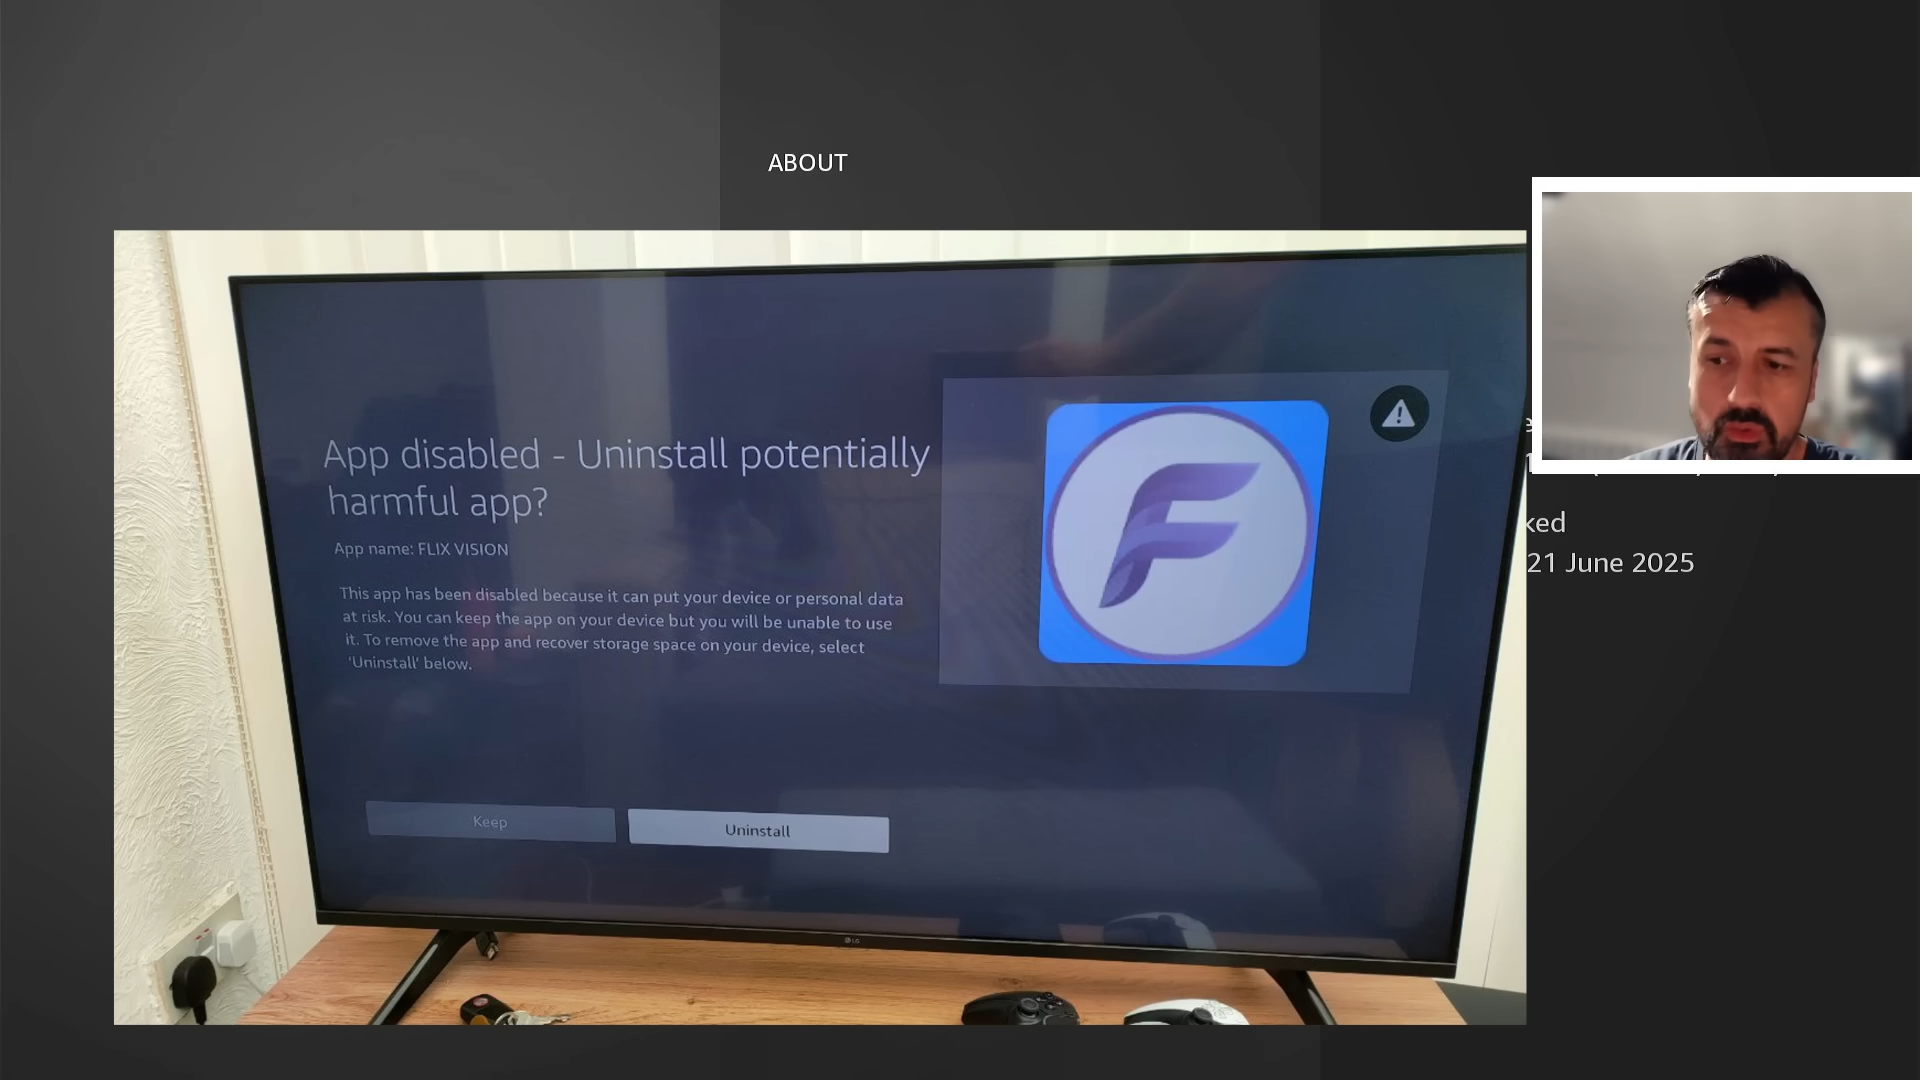 ABOUT
App disabled - Uninstall potentially
harmful app?
App name: FLIX VISION
This app has been disabled because it can put your device or personal data
at risk. You can keep the app on your device but you will be unable to use
it. To remove the app and recover storage space on your device, select
'Uninstall' below.
Keep
Uninstall
LG
21 June 2025